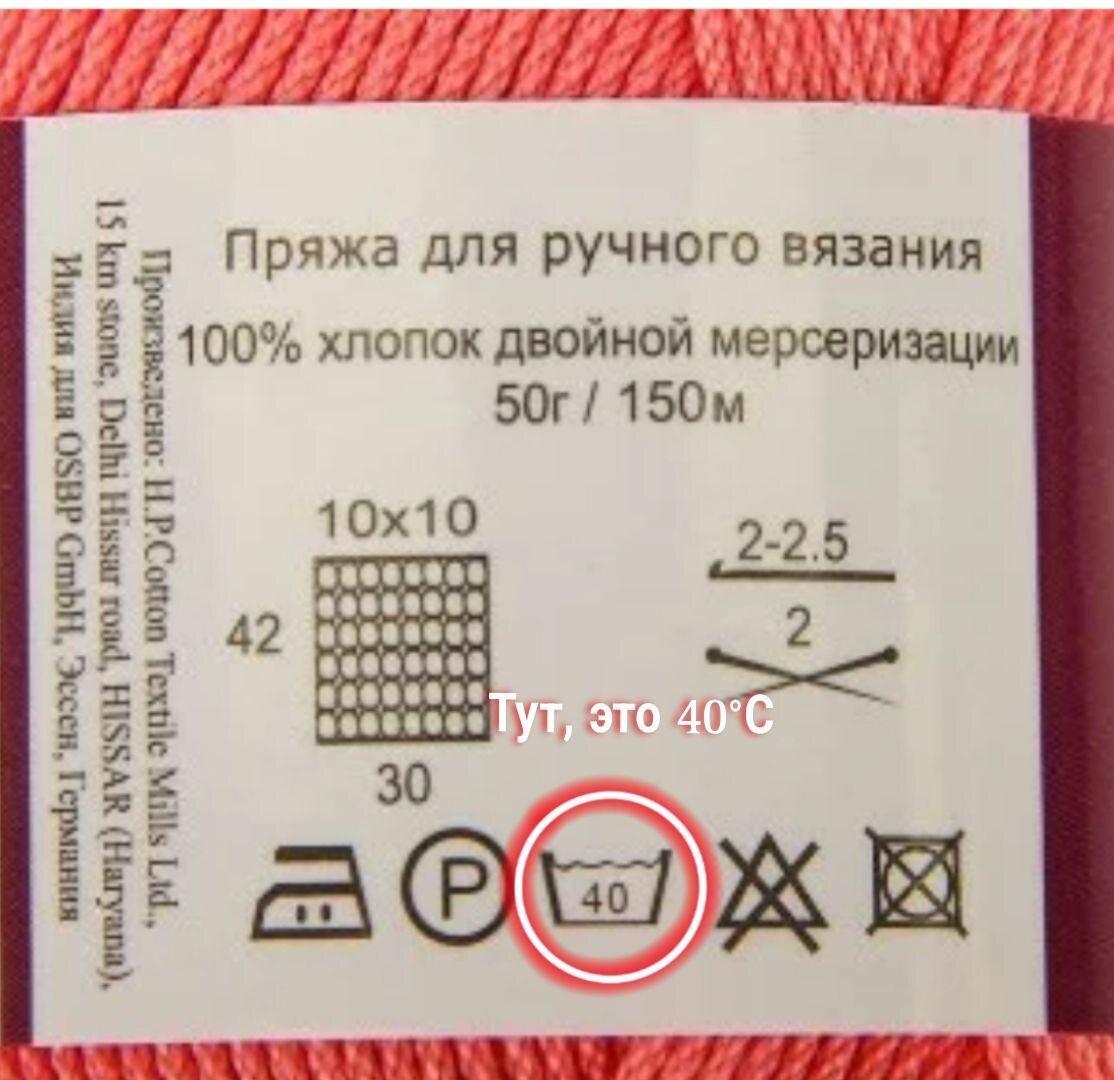 Произведено: H.P.Cotton Textile Mills Ltd.,
15 km stone, Delhi Hissar road, HISSAR (Haryana),
Индия для OSBP GmbH, Эссен, Германия
Пряжа для ручного вязания
100% хлопок двойной мерсеризации
50г / 150м
10x10
42
30
2-2.5
2
Тут, это 40°C
P
40